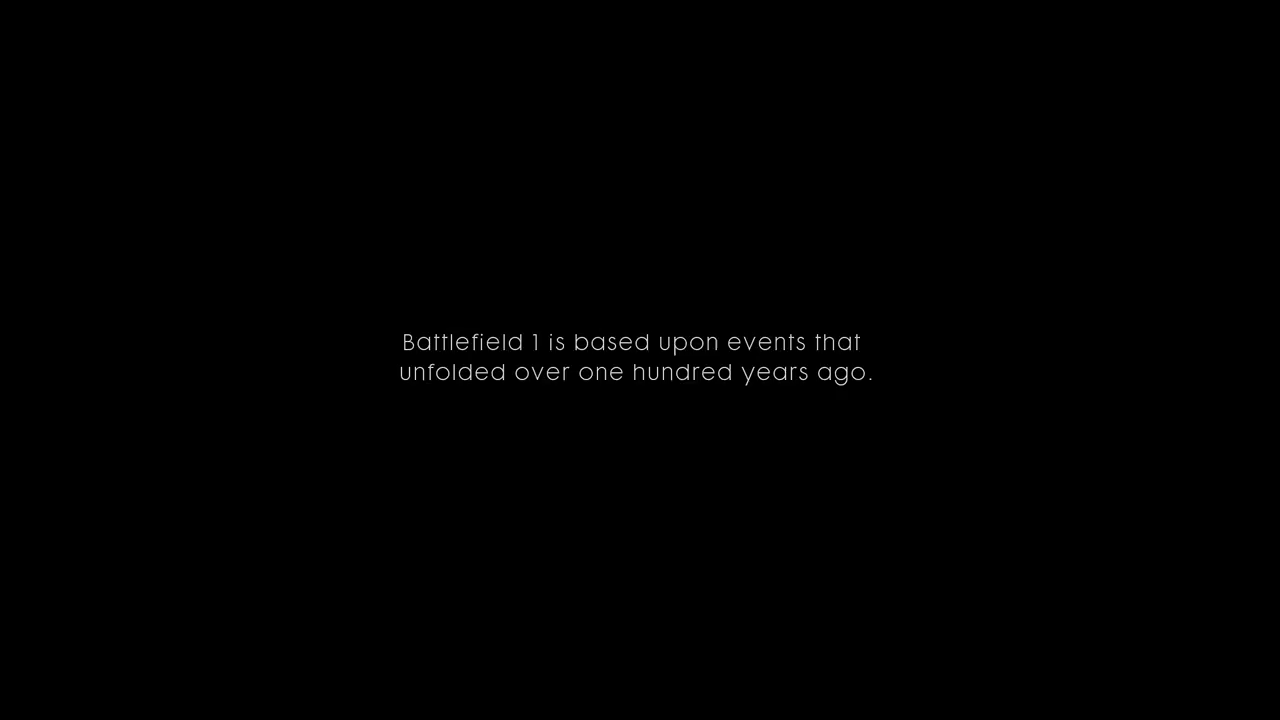 Battlefield 1 is based upon events that
unfolded over one hundred years ago.